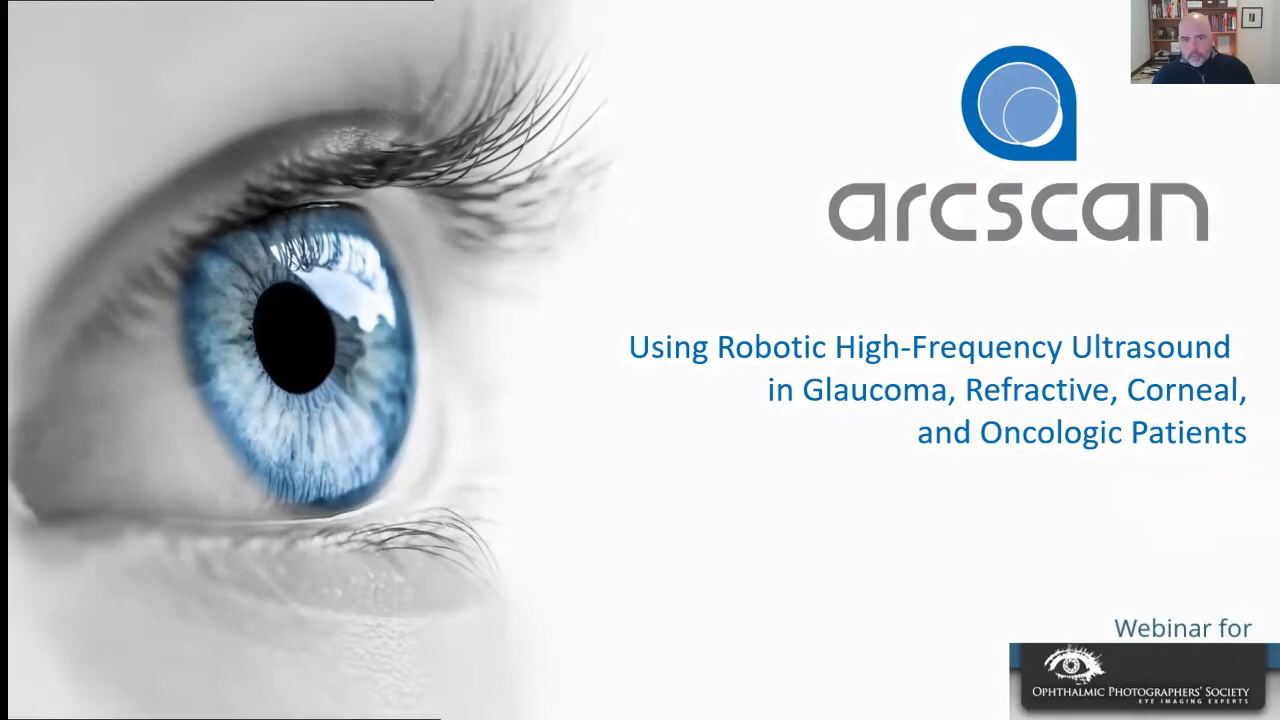 arcscan
Using Robotic High-Frequency Ultrasound
in Glaucoma, Refractive, Corneal,
and Oncologic Patients
Webinar for
OPHTHALMIC PHOTOGRAPHERS' SOCIETY
EYE IMAGING EXPERTS